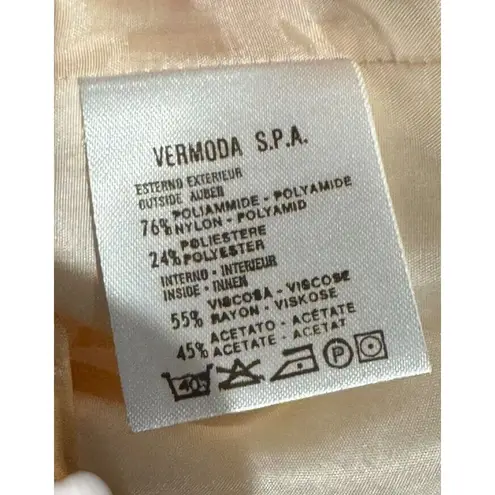 VERMODA S.P.A.
ESTERNO EXTERIEUR
OUTSIDE AUBEN
76% POLIAMMIDE - POLYAMIDE
NYLON - POLYAMID
24% POLIESTERE
POLYESTER
INTERNO - INTERIEUR
INSIDE - INNEN
55% VISCOSA - VISCOSE
RAYON - VISKOSE
45% ACETATO - ACÉTATE
ACETATE - ACETAT
40 P